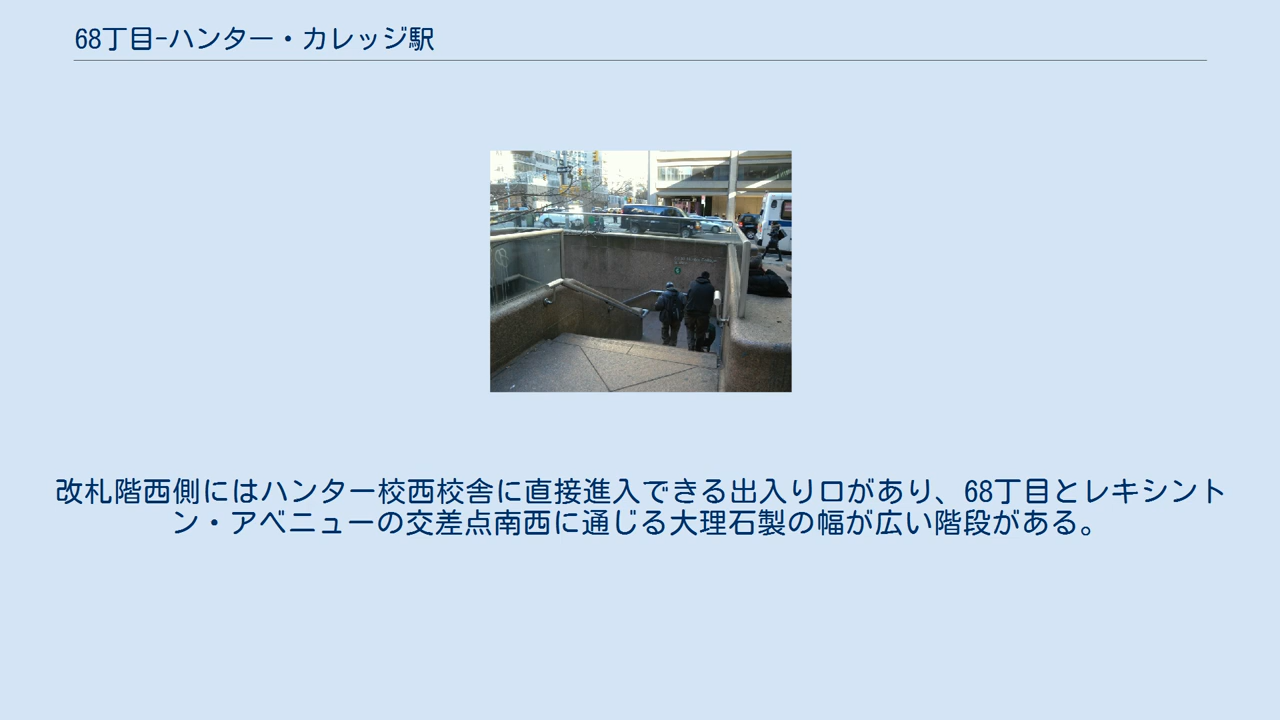 68丁目-ハンター・カレッジ駅
改札階西側にはハンター校西校舎に直接進入できる出入り口があり、68丁目とレキシント
ン・アベニューの交差点南西に通じる大理石製の幅が広い階段がある。